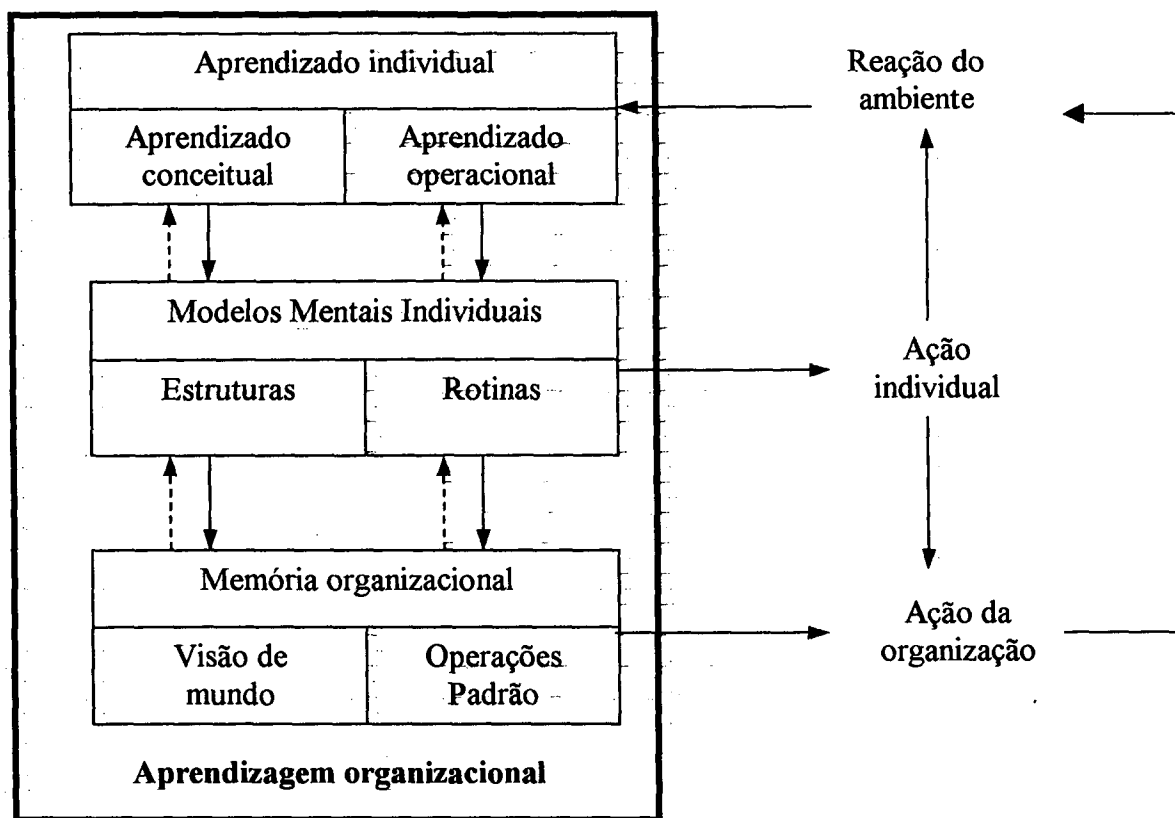 Aprendizado individual
Aprendizado
conceitual
Aprendizado
operacional
Reação do
ambiente
Modelos Mentais Individuais
Estruturas
Rotinas
Ação
individual
Memória organizacional
Visão de
mundo
Operações
Padrão
Ação da
organização
Aprendizagem organizacional